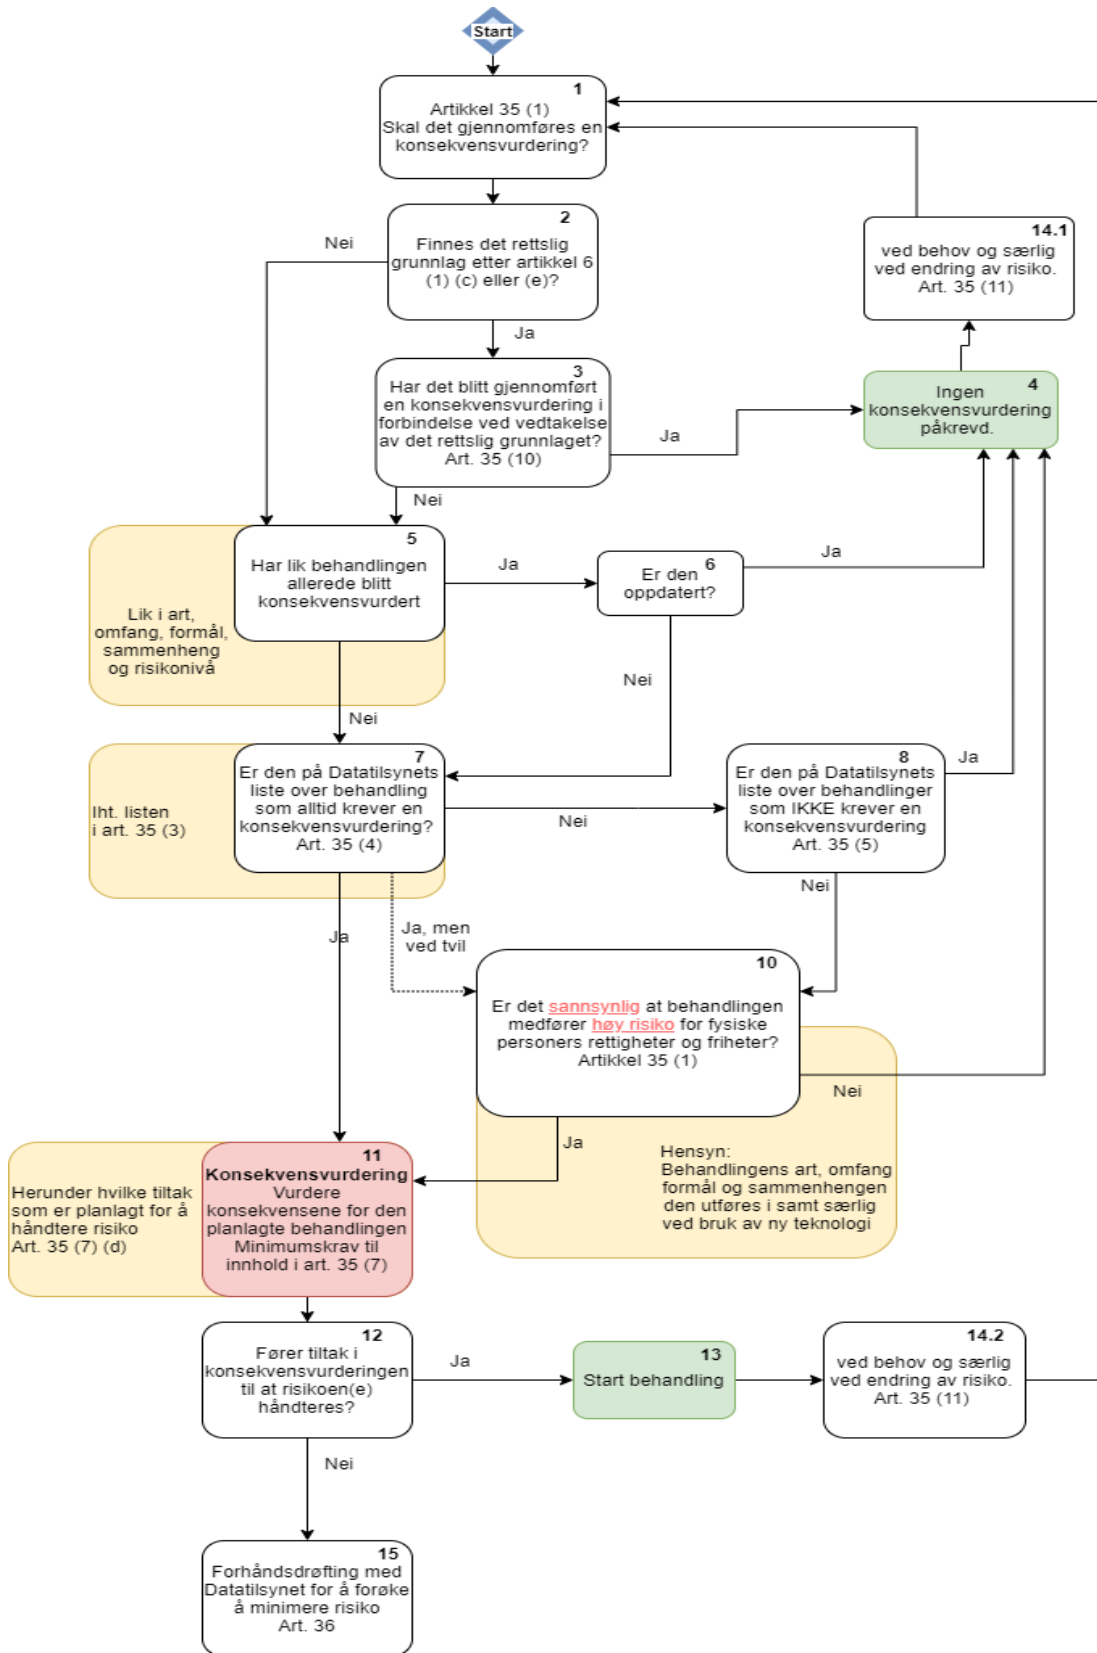 Start
1
Artikkel 35 (1)
Skal det gjennomføres en
konsekvensvurdering?
2
Finnes det rettslig
grunnlag etter artikkel 6
(1) (c) eller (e)?
Nei
Ja
14.1
ved behov og særlig
ved endring av risiko.
Art. 35 (11)
3
Har det blitt gjennomført
en konsekvensvurdering i
forbindelse ved vedtakelse
av det rettslig grunnlaget?
Art. 35 (10)
Ja
Nei
4
Ingen
konsekvensvurdering
påkrevd.
5
Har lik behandlingen
allerede blitt
konsekvensvurdert
Lik i art,
omfang, formål,
sammenheng
og risikonivå
Ja
Nei
6
Er den
oppdatert?
Ja
Nei
7
Er den på Datatilsynets
liste over behandling
som alltid krever en
konsekvensvurdering?
Art. 35 (4)
Iht. listen
i art. 35 (3)
Nei
Ja
Ja, men
ved tvil
8
Er den på Datatilsynets
liste over behandlinger
som IKKE krever en
konsekvensvurdering
Art. 35 (5)
Ja
Nei
10
Er det sannsynlig at behandlingen
medfører høy risiko for fysiske
personers rettigheter og friheter?
Artikkel 35 (1)
Nei
Ja
Hensyn:
Behandlingens art, omfang
formål og sammenhengen
den utføres i samt særlig
ved bruk av ny teknologi
11
Konsekvensvurdering
Vurdere
konsekvensene for den
planlagte behandlingen
Minimumskrav til
innhold i art. 35 (7)
Herunder hvilke tiltak
som er planlagt for å
håndtere risiko
Art. 35 (7) (d)
12
Fører tiltak i
konsekvensvurderingen
til at risikoen(e)
håndteres?
Ja
Nei
13
Start behandling
14.2
ved behov og særlig
ved endring av risiko.
Art. 35 (11)
15
Forhåndsdrøfting med
Datatilsynet for å forøke
å minimere risiko
Art. 36